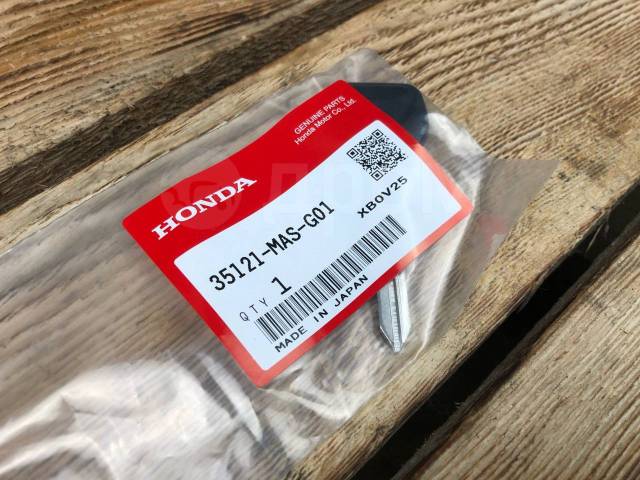 GENUINE PARTS
Honda Motor Co., Ltd.
HONDA
XB0V25
35121-MAS-G01
QTY 1
MADE IN JAPAN